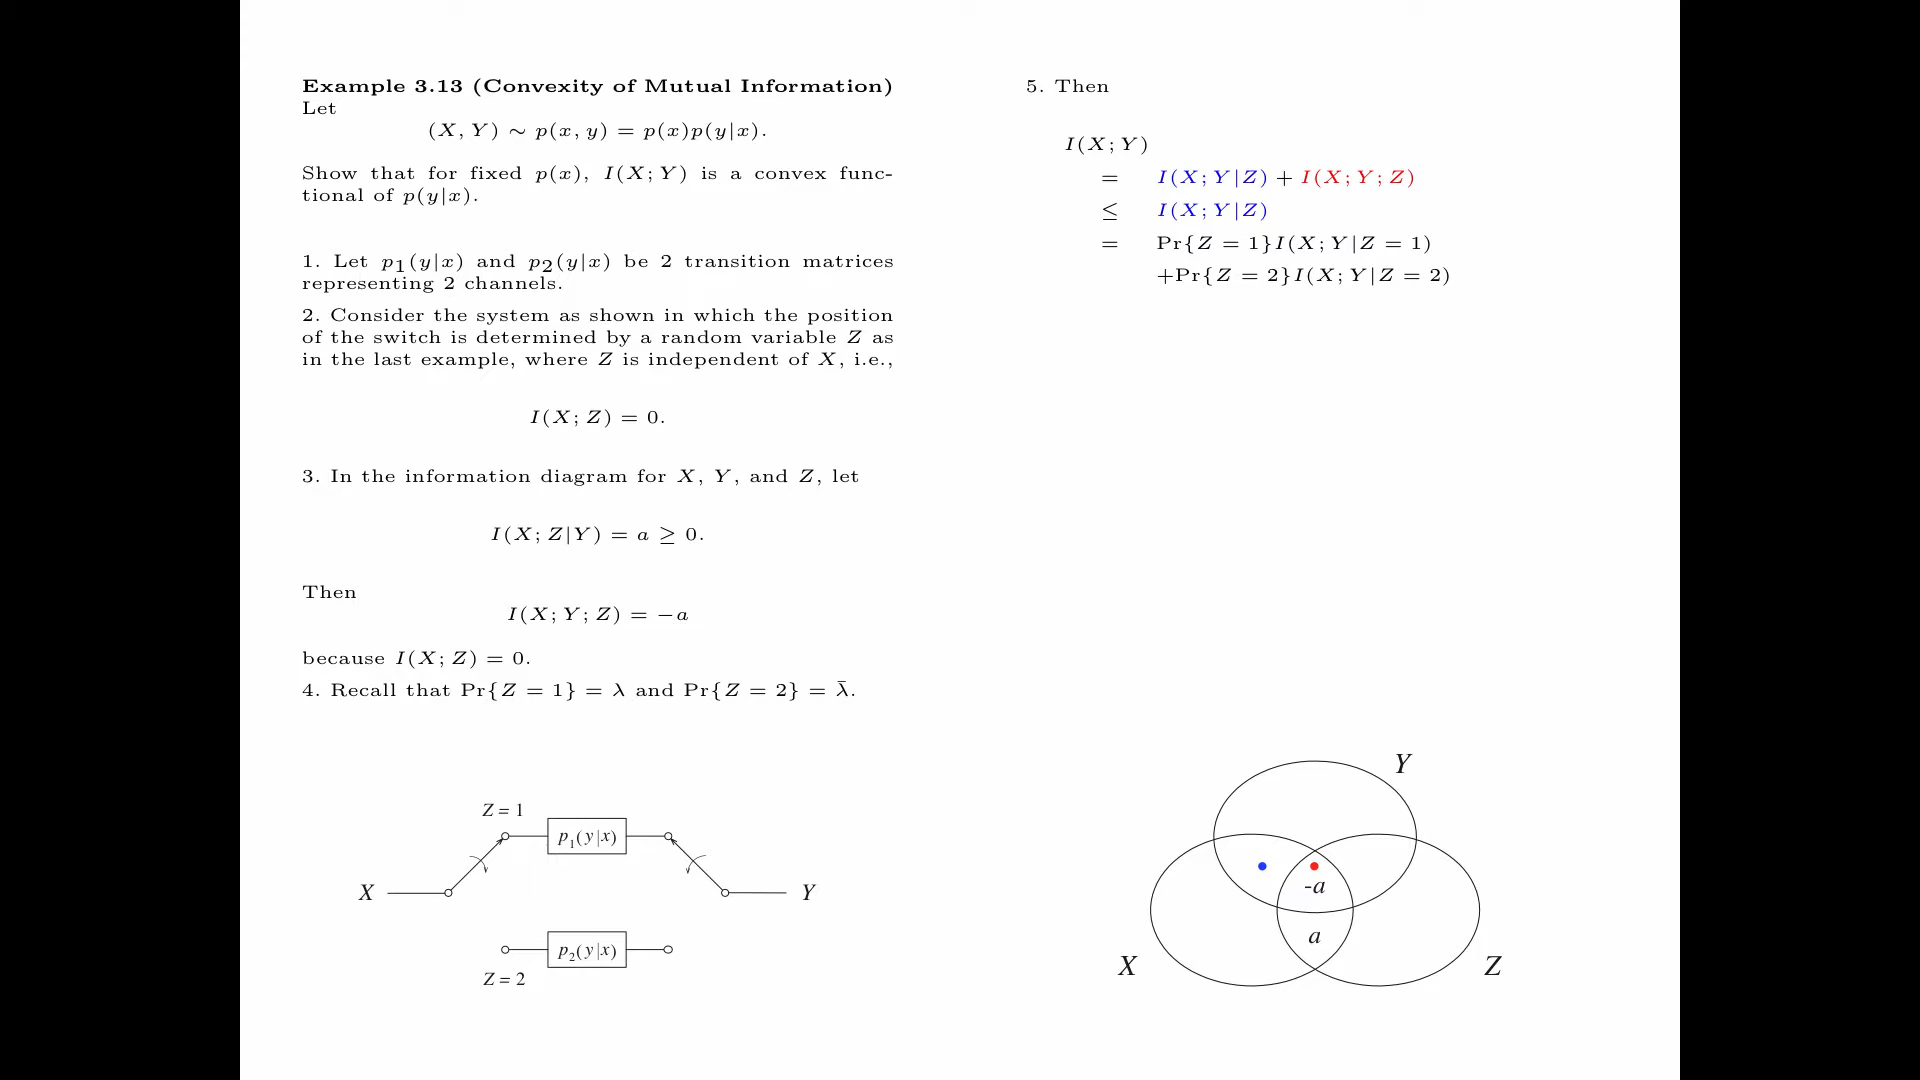 Example 3.13 (Convexity of Mutual Information)
Let
(X, Y) ∼ p(x, y) = p(x)p(y|x).
Show that for fixed p(x), I(X; Y) is a convex func-
tional of p(y|x).
1. Let p₁(y|x) and p₂(y|x) be 2 transition matrices
representing 2 channels.
2. Consider the system as shown in which the position
of the switch is determined by a random variable Z as
in the last example, where Z is independent of X, i.e.,
I(X; Z) = 0.
3. In the information diagram for X, Y, and Z, let
I(X; Z|Y) = a ≥ 0.
Then
I(X; Y; Z) = −a
because I(X; Z) = 0.
4. Recall that Pr{Z = 1} = λ and Pr{Z = 2} = λ̄.
Z = 1
p₁(y|x)
X
Y
p₂(y|x)
Z = 2
5. Then
I(X; Y)
= I(X; Y|Z) + I(X; Y; Z)
≤ I(X; Y|Z)
= Pr{Z = 1}I(X; Y|Z = 1)
+Pr{Z = 2}I(X; Y|Z = 2)
Y
-a
a
X
Z